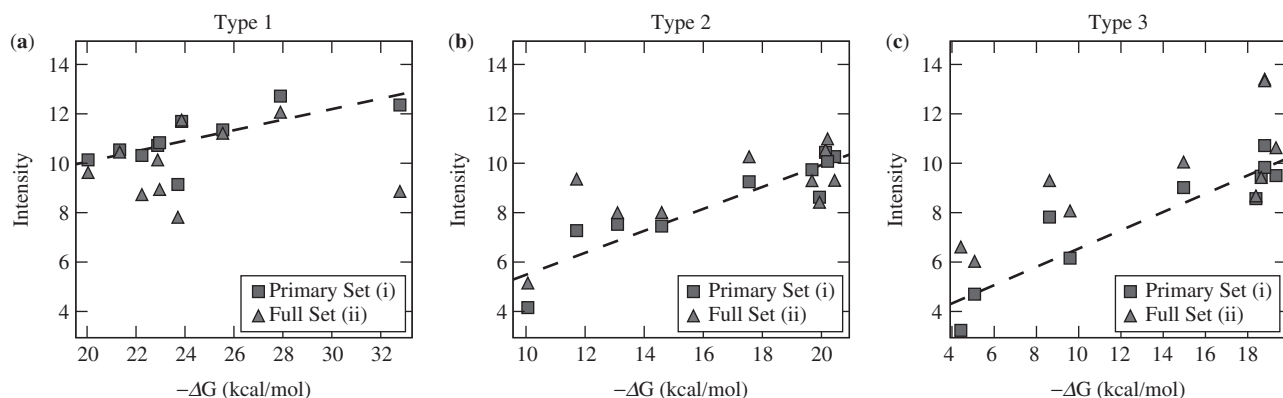 Type 1
(a)
Intensity
14
12
10
8
6
4
20 22 24 26 28 30 32
−ΔG (kcal/mol)
Primary Set (i)
Full Set (ii)
Type 2
(b)
Intensity
14
12
10
8
6
4
10 12 14 16 18 20
−ΔG (kcal/mol)
Primary Set (i)
Full Set (ii)
Type 3
(c)
Intensity
14
12
10
8
6
4
4 6 8 10 12 14 16 18
−ΔG (kcal/mol)
Primary Set (i)
Full Set (ii)